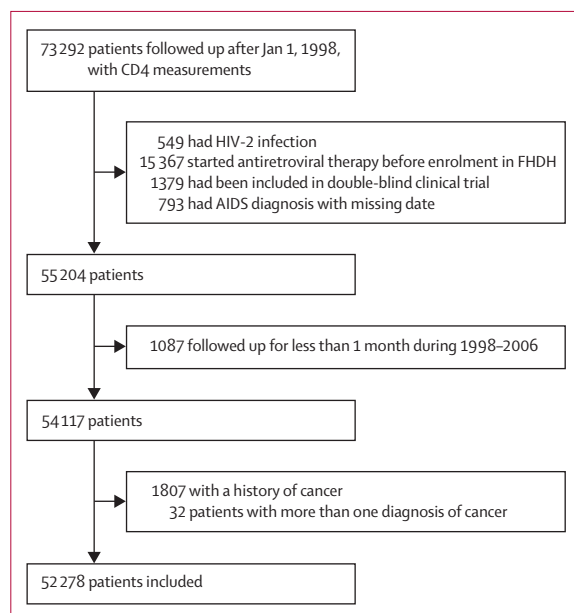 73 292 patients followed up after Jan 1, 1998,
with CD4 measurements
549 had HIV-2 infection
15 367 started antiretroviral therapy before enrolment in FHDH
1379 had been included in double-blind clinical trial
793 had AIDS diagnosis with missing date
55 204 patients
1087 followed up for less than 1 month during 1998–2006
54 117 patients
1807 with a history of cancer
32 patients with more than one diagnosis of cancer
52 278 patients included